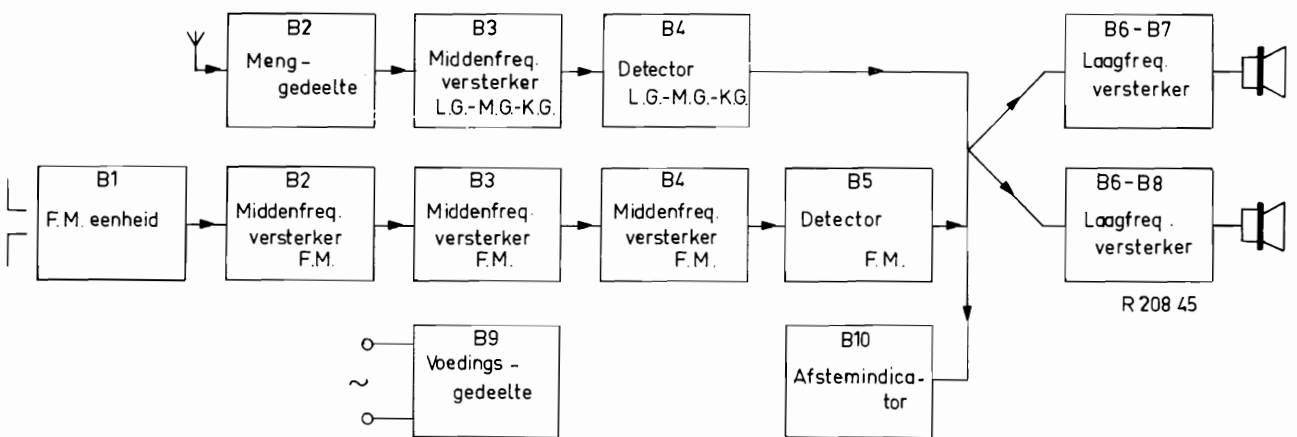 B2
Meng-
gedeelte
B3
Middenfreq.
versterker
L.G.-M.G.-K.G.
B4
Detector
L.G.-M.G.-K.G.
B6-B7
Laagfreq.
versterker
B1
F.M. eenheid
B2
Middenfreq.
versterker
F.M.
B3
Middenfreq.
versterker
F.M.
B4
Middenfreq.
versterker
F.M.
B5
Detector
F.M.
B6-B8
Laagfreq.
versterker
R 208 45
B9
Voedings-
gedeelte
~
B10
Afstemindica-
tor